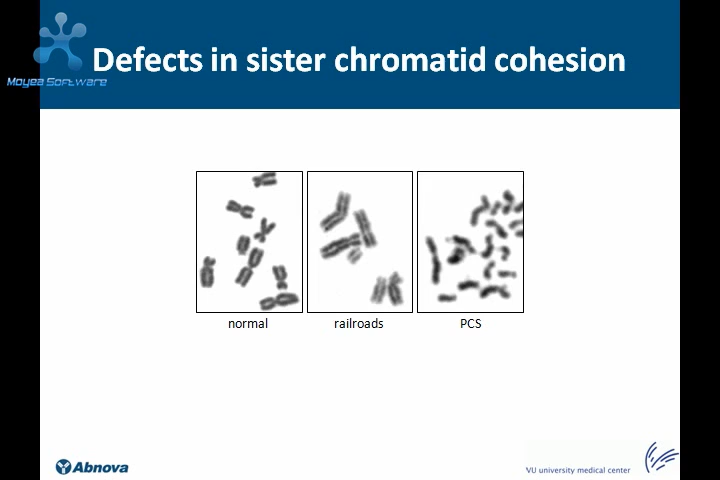 Defects in sister chromatid cohesion
Moyea Software
normal
railroads
PCS
Abnova
VU university medical center